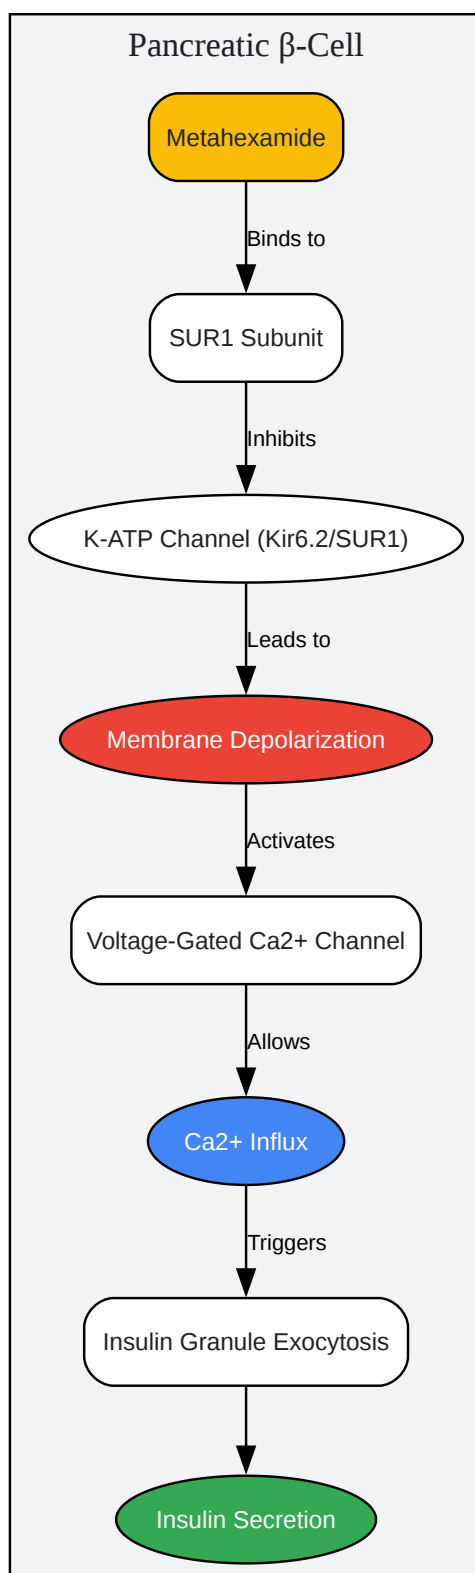 Pancreatic β-Cell
Metahexamide
Binds to
SUR1 Subunit
Inhibits
K-ATP Channel (Kir6.2/SUR1)
Leads to
Membrane Depolarization
Activates
Voltage-Gated Ca2+ Channel
Allows
Ca2+ Influx
Triggers
Insulin Granule Exocytosis
Insulin Secretion